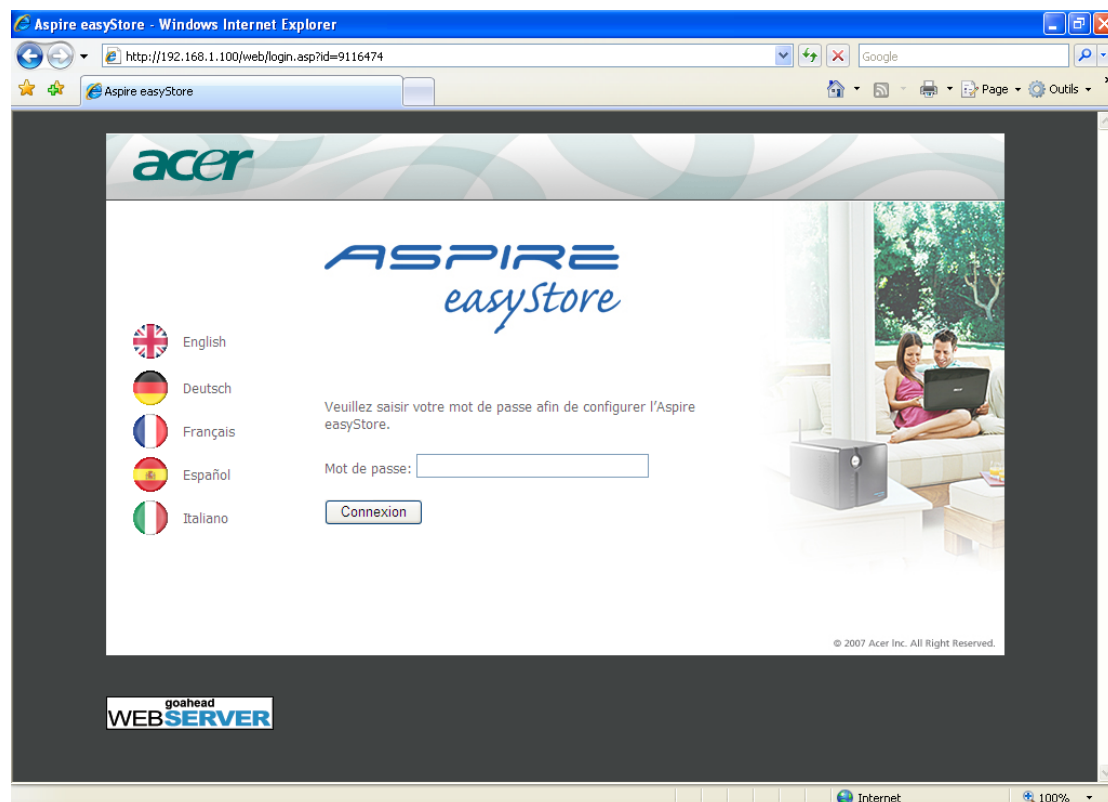 Aspire easyStore - Windows Internet Explorer
http://192.168.1.100/web/login.asp?id=9116474
Google
Aspire easyStore
Page
Outils
acer
ASPIRE
easyStore
English
Deutsch
Français
Español
Italiano
Veuillez saisir votre mot de passe afin de configurer l’Aspire
easyStore.
Mot de passe:
Connexion
© 2007 Acer Inc. All Right Reserved.
goahead
WEBSERVER
Internet
100%